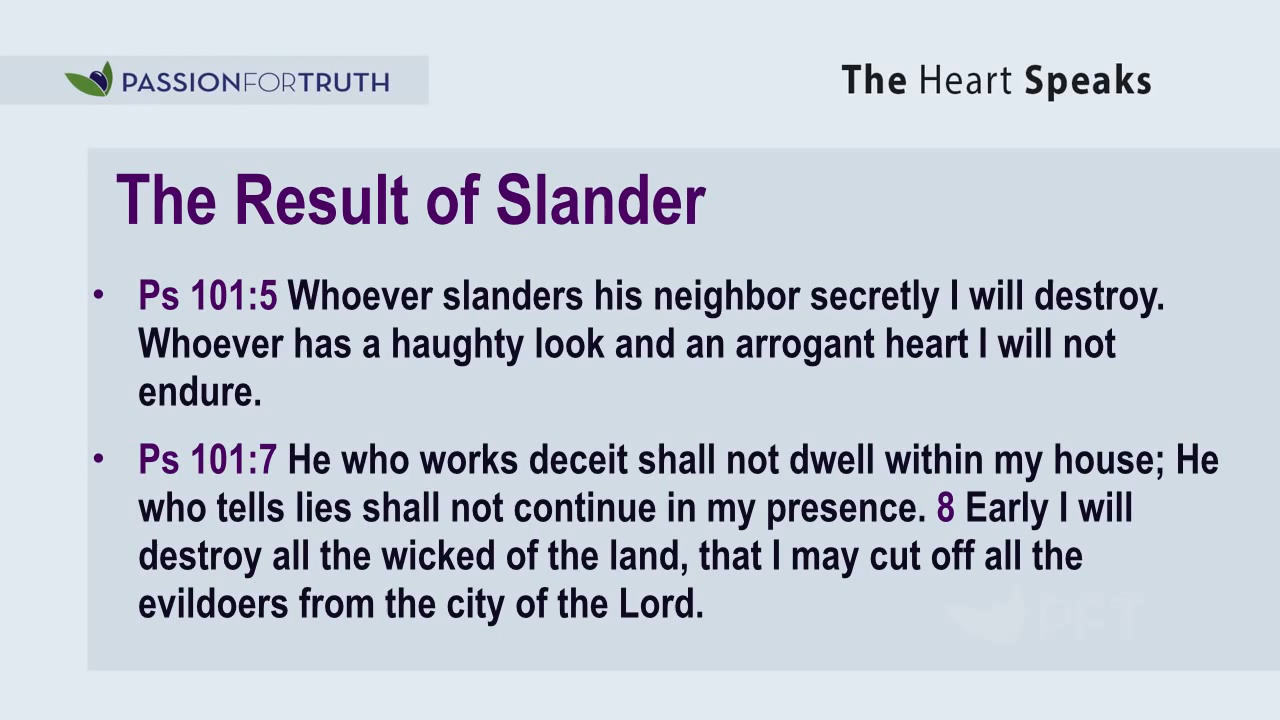 PASSIONFORTRUTH
The Heart Speaks
The Result of Slander
• Ps 101:5 Whoever slanders his neighbor secretly I will destroy.
Whoever has a haughty look and an arrogant heart I will not
endure.
• Ps 101:7 He who works deceit shall not dwell within my house; He
who tells lies shall not continue in my presence. 8 Early I will
destroy all the wicked of the land, that I may cut off all the
evildoers from the city of the Lord.
PFT